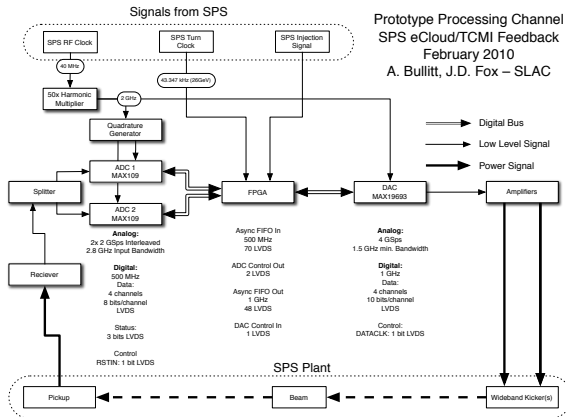 Signals from SPS
Prototype Processing Channel
SPS eCloud/TCMI Feedback
February 2010
A. Bullitt, J.D. Fox – SLAC
SPS RF Clock
SPS Turn
Clock
SPS Injection
Signal
40 MHz
43.347 kHz (26GeV)
50x Harmonic
Multiplier
2 GHz
Quadrature
Generator
Digital Bus
Low Level Signal
Power Signal
Splitter
ADC 1
MAX109
ADC 2
MAX109
FPGA
DAC
MAX19693
Amplifiers
Reciever
Analog:
2x 2 GSps Interleaved
2.8 GHz Input Bandwidth
Digital:
500 MHz
Data:
4 channels
8 bits/channel
LVDS
Status:
3 bits LVDS
Control
RSTIN: 1 bit LVDS
Async FIFO In
500 MHz
70 LVDS
ADC Control Out
2 LVDS
Async FIFO Out
1 GHz
48 LVDS
DAC Control In
1 LVDS
Analog:
4 GSps
1.5 GHz min. Bandwidth
Digital:
1 GHz
Data:
4 channels
10 bits/channel
LVDS
Control:
DATACLK: 1 bit LVDS
SPS Plant
Pickup
Beam
Wideband Kicker(s)